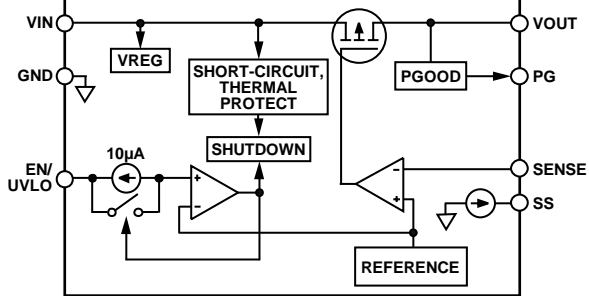 VIN
VOUT
VREG
GND
SHORT-CIRCUIT,
THERMAL
PROTECT
PGOOD
PG
SHUTDOWN
10µA
EN/
UVLO
+
–
–
+
SENSE
SS
REFERENCE